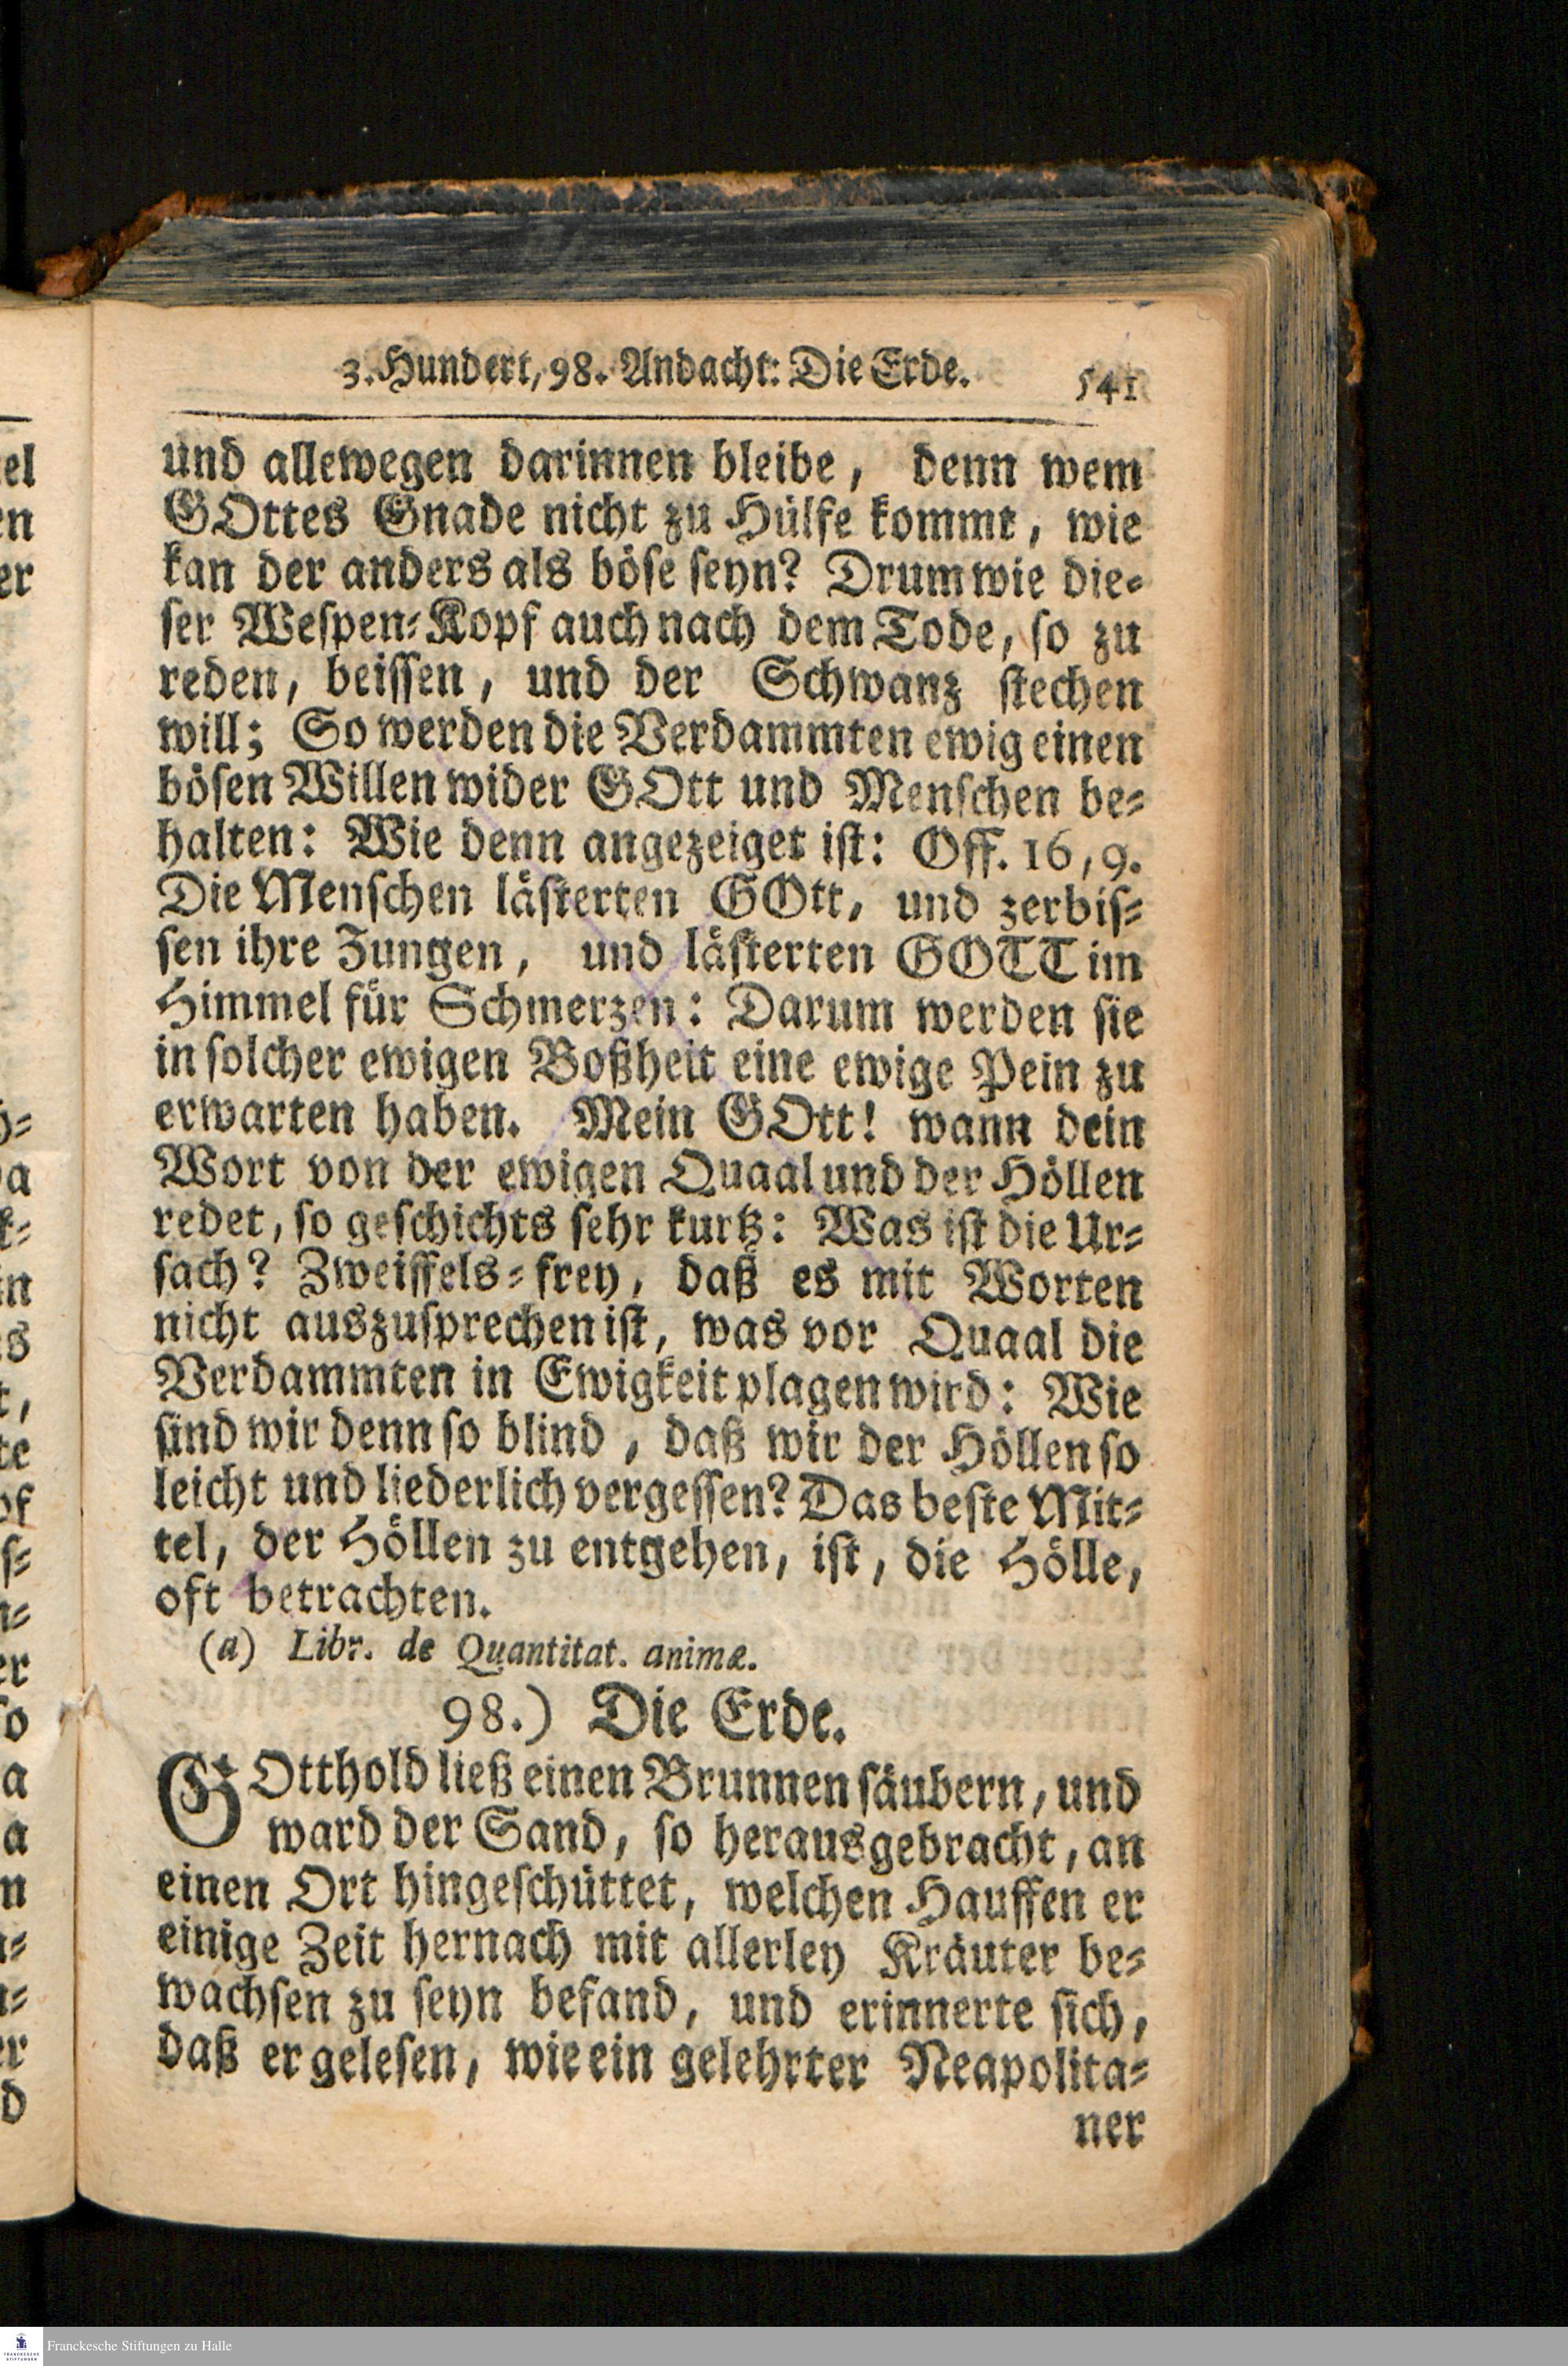 3. Hundert, 98. Andacht: Die Erde. 541
und allewegen darinnen bleibe, denn wem
GOttes Gnade nicht zu Hülfe kommt, wie
kan der anders als böse seyn? Drum wie die-
ser Wespen-Kopf auch nach dem Tode, so zu
reden, beissen, und der Schwanz stechen
will; So werden die Verdammten ewig einen
bösen Willen wider GOtt und Menschen be-
halten: Wie denn angezeiget ist: Off. 16, 9.
Die Menschen lästerten GOtt, und zerbis-
sen ihre Zungen, und lästerten GOTT im
Himmel für Schmerzen: Darum werden sie
in solcher ewigen Boßheit eine ewige Pein zu
erwarten haben. Mein GOtt! wann dein
Wort von der ewigen Quaal und der Höllen
redet, so geschichts sehr kurtz: Was ist die Ur-
sach? Zweiffels-frey, daß es mit Worten
nicht auszusprechen ist, was vor Quaal die
Verdammten in Ewigkeit plagen wird: Wie
sind wir denn so blind, daß wir der Höllen so
leicht und liederlich vergessen? Das beste Mit-
tel, der Höllen zu entgehen, ist, die Hölle,
oft betrachten.
(a) Libr. de Quantitat. animæ.
98.) Die Erde.
GOtthold ließ einen Brunnen säubern, und
ward der Sand, so herausgebracht, an
einen Ort hingeschüttet, welchen Hauffen er
einige Zeit hernach mit allerley Kräuter be-
wachsen zu seyn befand, und erinnerte sich,
daß er gelesen, wie ein gelehrter Neapolita-
ner
Franckesche Stiftungen zu Halle
FRANCKESCHE
STIFTUNGEN